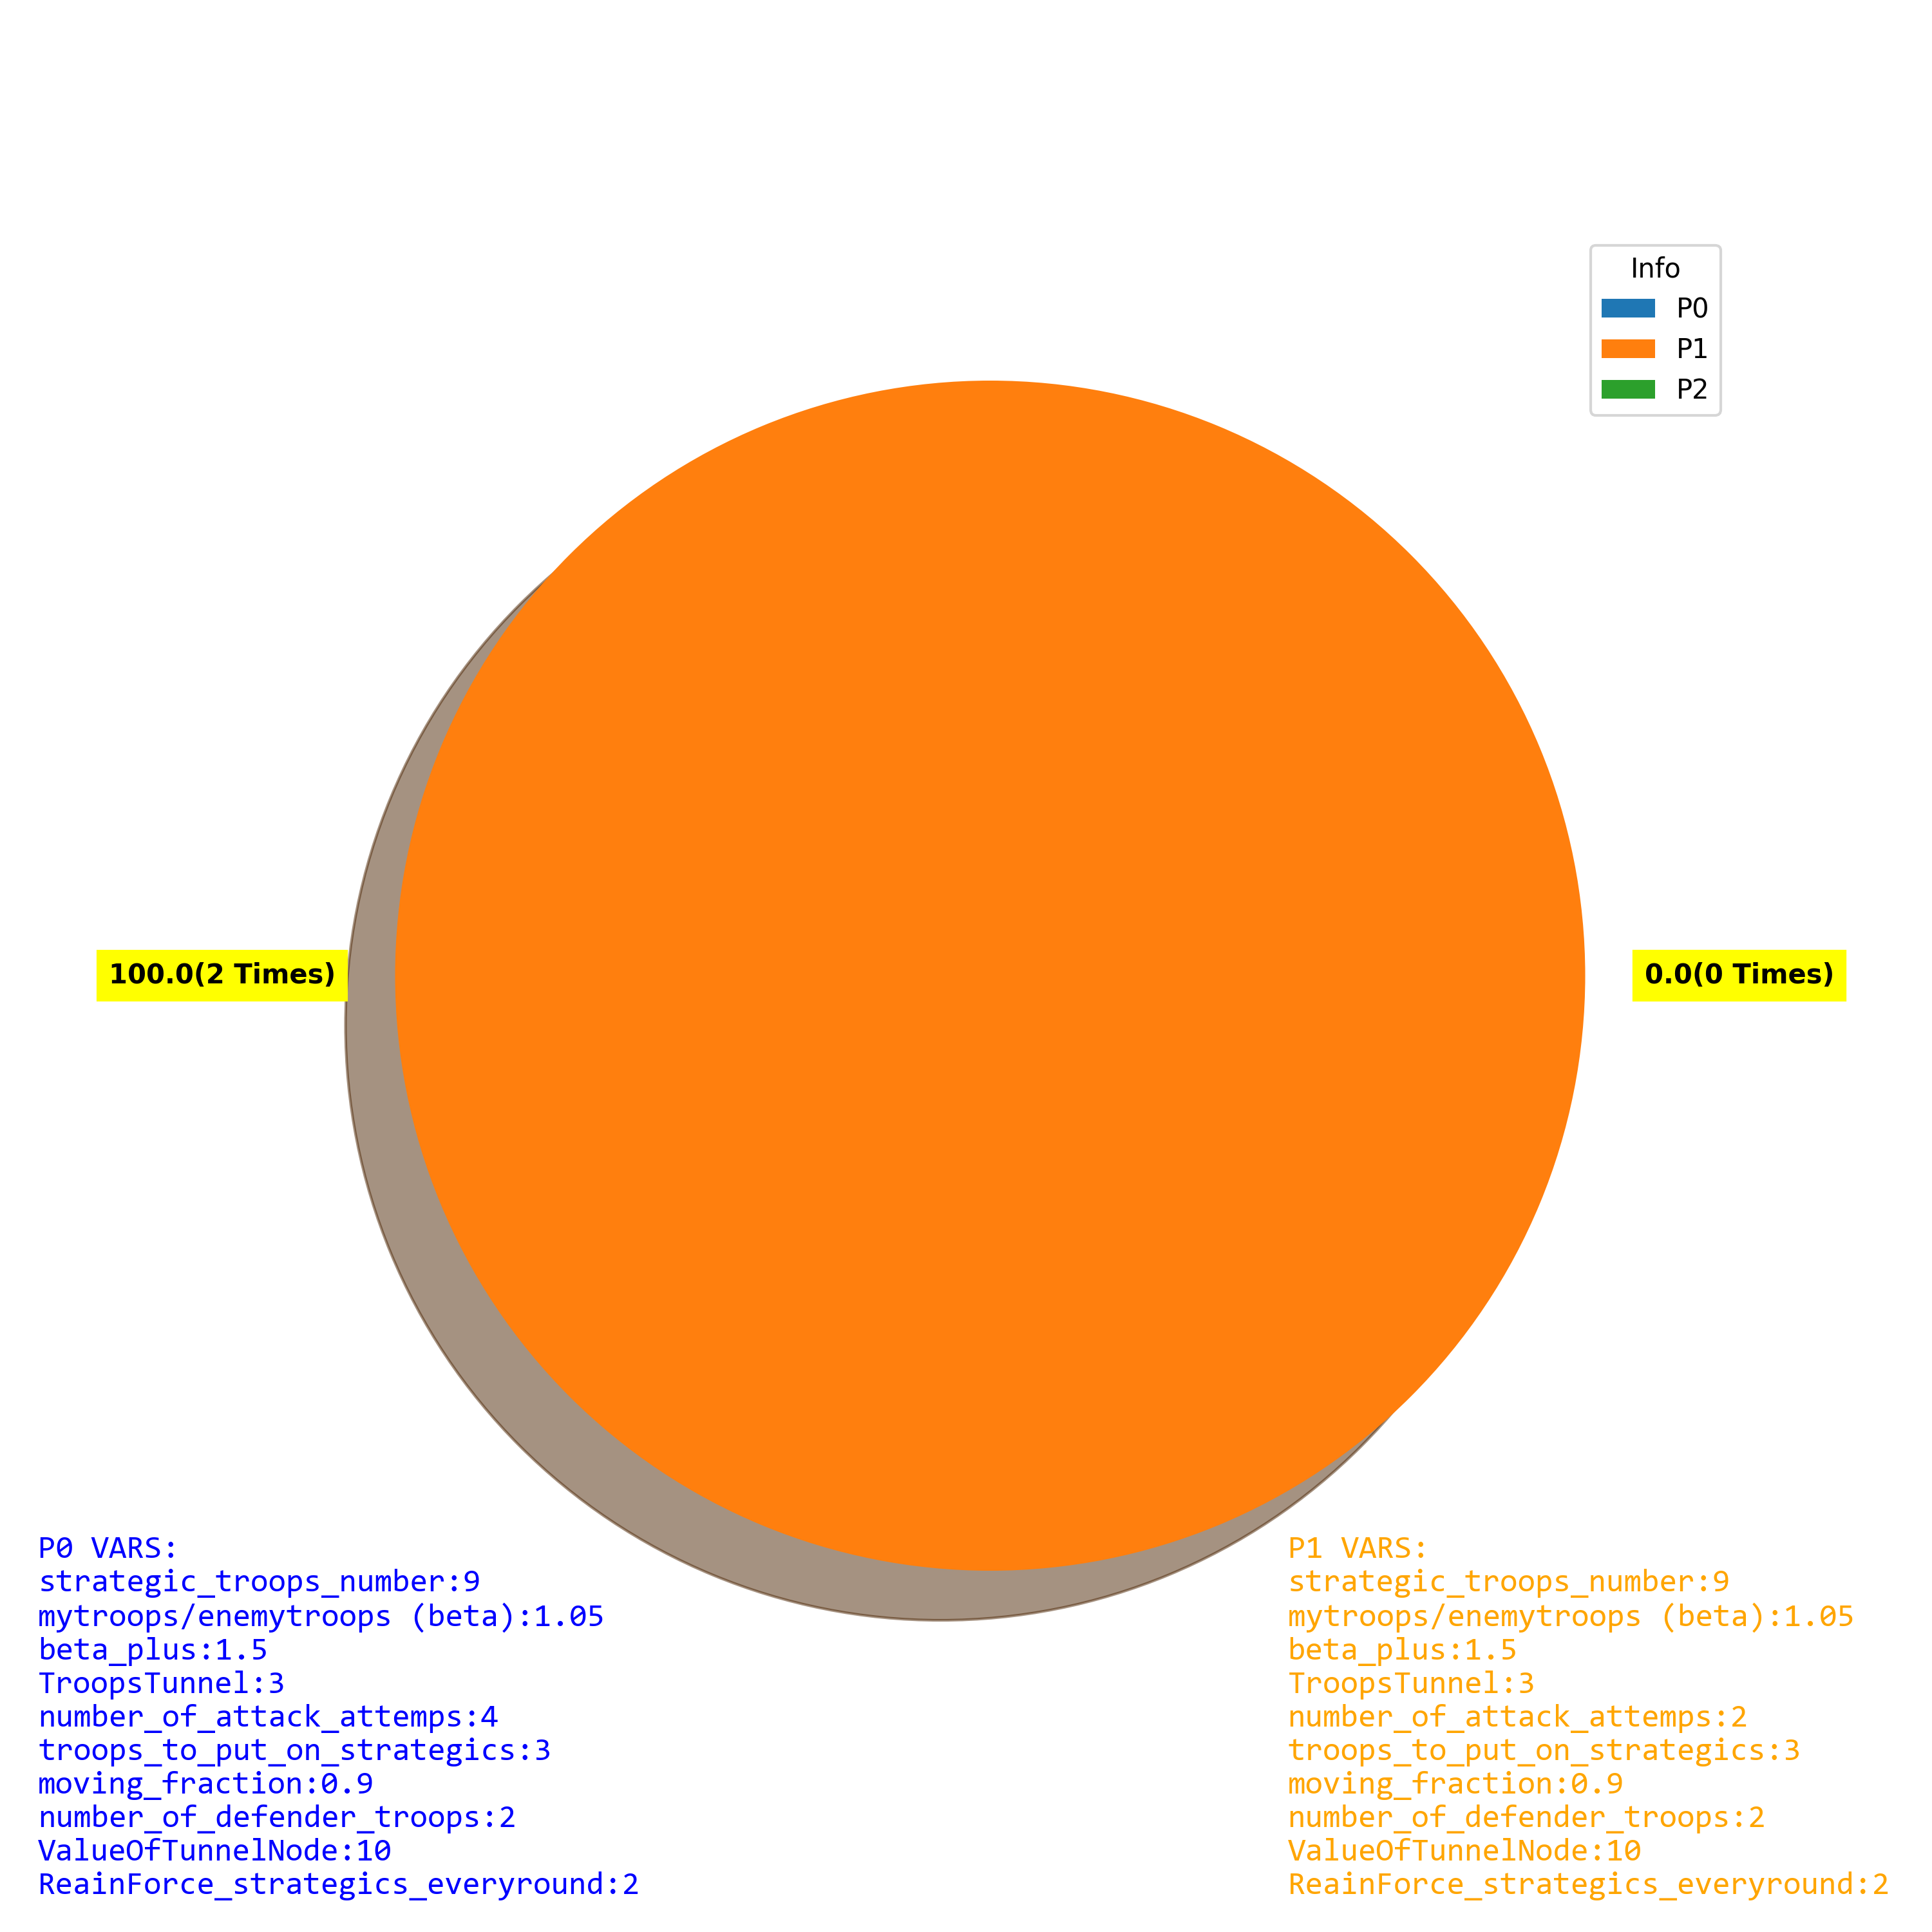 Info
P0
P1
P2
100.0(2 Times)
0.0(0 Times)
P0 VARS:
strategic_troops_number:9
mytroops/enemytroops (beta):1.05
beta_plus:1.5
TroopsTunnel:3
number_of_attack_attemps:4
troops_to_put_on_strategics:3
moving_fraction:0.9
number_of_defender_troops:2
ValueOfTunnelNode:10
ReainForce_strategics_everyround:2
P1 VARS:
strategic_troops_number:9
mytroops/enemytroops (beta):1.05
beta_plus:1.5
TroopsTunnel:3
number_of_attack_attemps:2
troops_to_put_on_strategics:3
moving_fraction:0.9
number_of_defender_troops:2
ValueOfTunnelNode:10
ReainForce_strategics_everyround:2